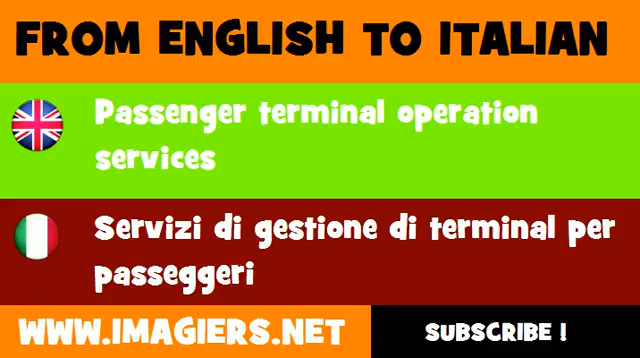 FROM ENGLISH TO ITALIAN
Passenger terminal operation
services
Servizi di gestione di terminal per
passeggeri
WWW.IMAGIERS.NET
SUBSCRIBE !